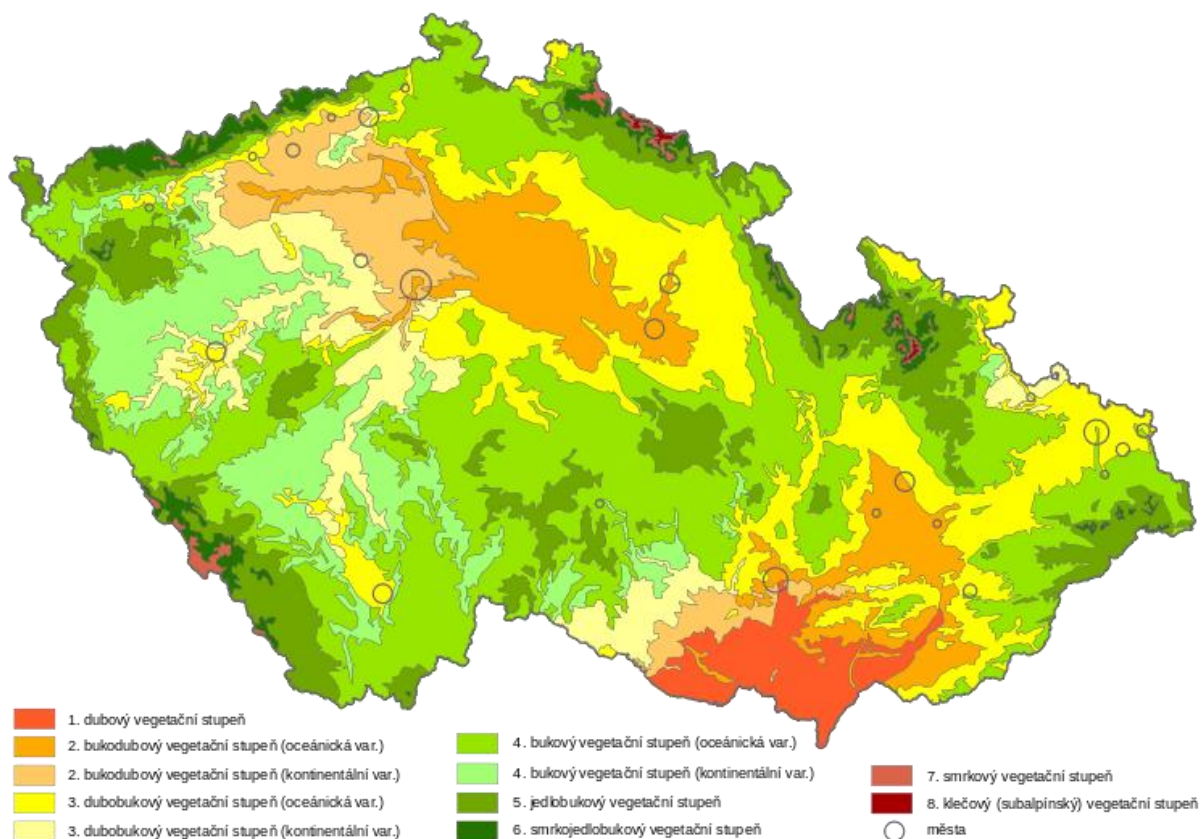 1. dubový vegetační stupeň
2. bukodubový vegetační stupeň (oceánická var.)
2. bukodubový vegetační stupeň (kontinentální var.)
3. dubobukový vegetační stupeň (oceánická var.)
3. dubobukový vegetační stupeň (kontinentální var.)
4. bukový vegetační stupeň (oceánická var.)
4. bukový vegetační stupeň (kontinentální var.)
5. jedlobukový vegetační stupeň
6. smrkojedlobukový vegetační stupeň
7. smrkový vegetační stupeň
8. klečový (subalpínský) vegetační stupeň
města